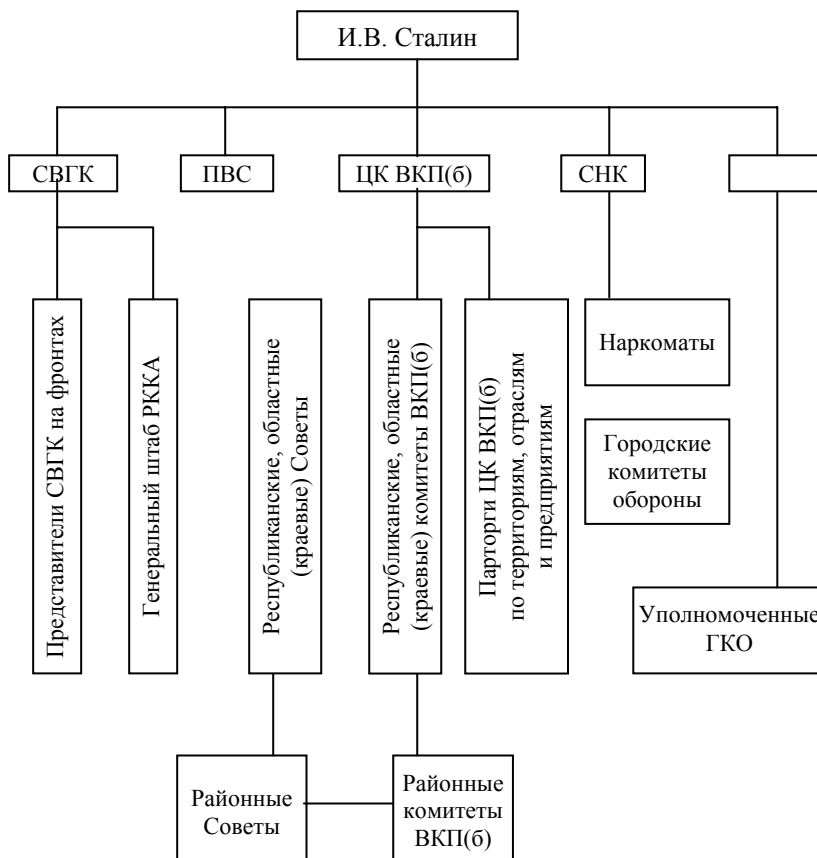 И.В. Сталин
СВГК
ПВС
ЦК ВКП(б)
СНК
Представители СВГК на фронтах
Генеральный штаб РККА
Республиканские, областные
(краевые) Советы
Республиканские, областные
(краевые) комитеты ВКП(б)
Парторги ЦК ВКП(б)
по территориям, отраслям
и предприятиям
Наркоматы
Городские
комитеты
обороны
Уполномоченные
ГКО
Районные
Советы
Районные
комитеты
ВКП(б)